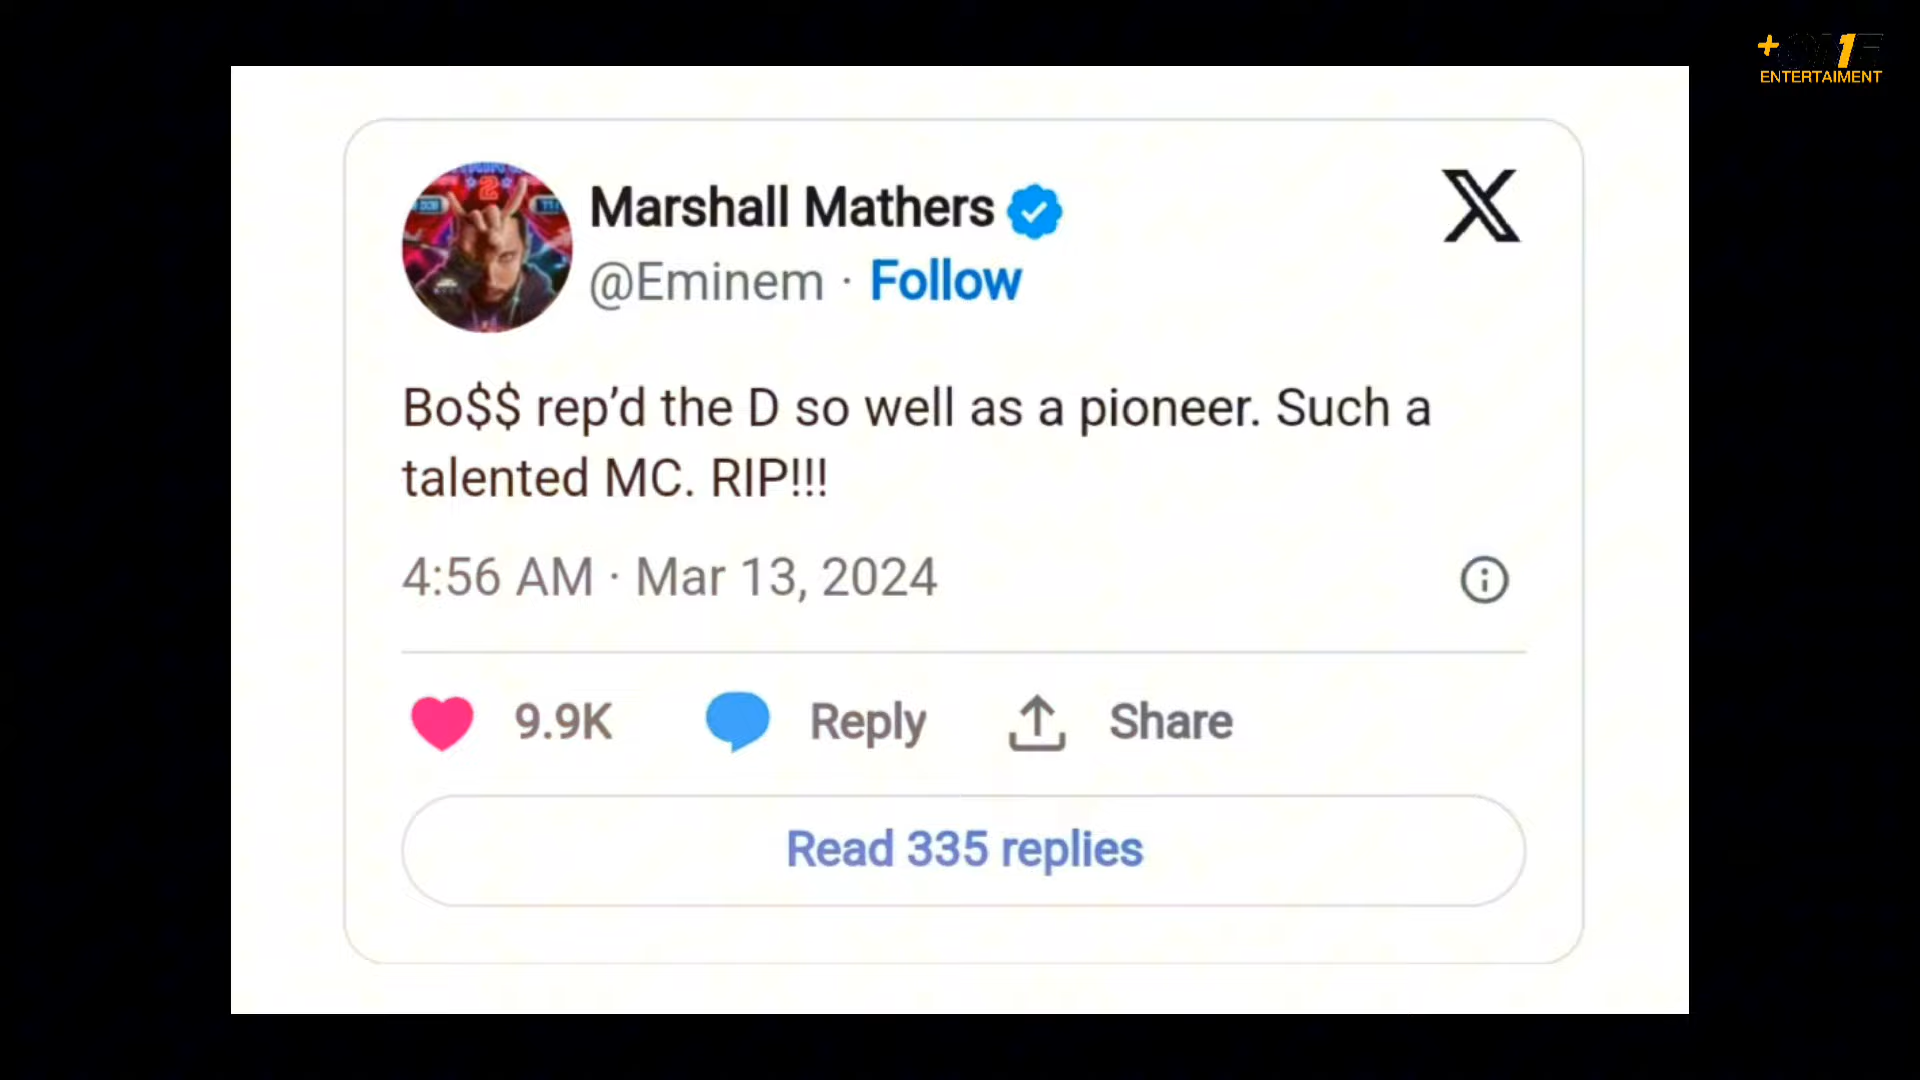 ENTERTAIMENT
Marshall Mathers
@Eminem · Follow
Bo$$ rep’d the D so well as a pioneer. Such a
talented MC. RIP!!!
4:56 AM · Mar 13, 2024
9.9K Reply Share
Read 335 replies